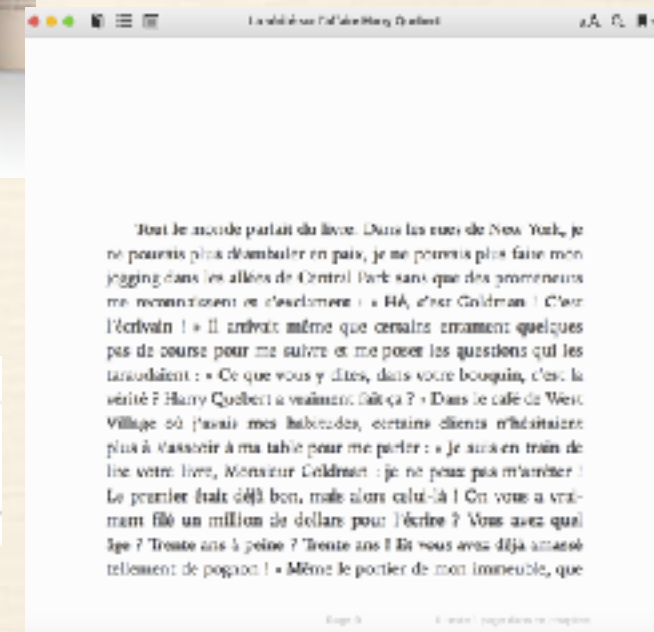 La vérité sur l'affaire Harry Quebert
Tout le monde parlait du livre. Dans les rues de New York, je
ne pouvais plus déambuler en paix, je ne pouvais plus faire mon
jogging dans les allées de Central Park sans que des promeneurs
me reconnaissent et s'exclament : « Hé, c'est Goldman ! C'est
l'écrivain ! » Il arrivait même que certains entament quelques
pas de course pour me suivre et me poser les questions qui les
taraudaient : « Ce que vous y dites, dans votre bouquin, c'est la
vérité ? Harry Quebert a vraiment fait ça ? » Dans le café de West
Village où j'avais mes habitudes, certains clients n'hésitaient
plus à s'asseoir à ma table pour me parler : « Je suis en train de
lire votre livre, Monsieur Goldman : je ne peux pas m'arrêter !
Le premier était déjà bon, mais alors celui-là ! On vous a vrai-
ment filé un million de dollars pour l'écrire ? Vous avez quel
âge ? Trente ans à peine ? Trente ans ! Et vous avez déjà amassé
tellement de pognon ! » Même le portier de mon immeuble, que